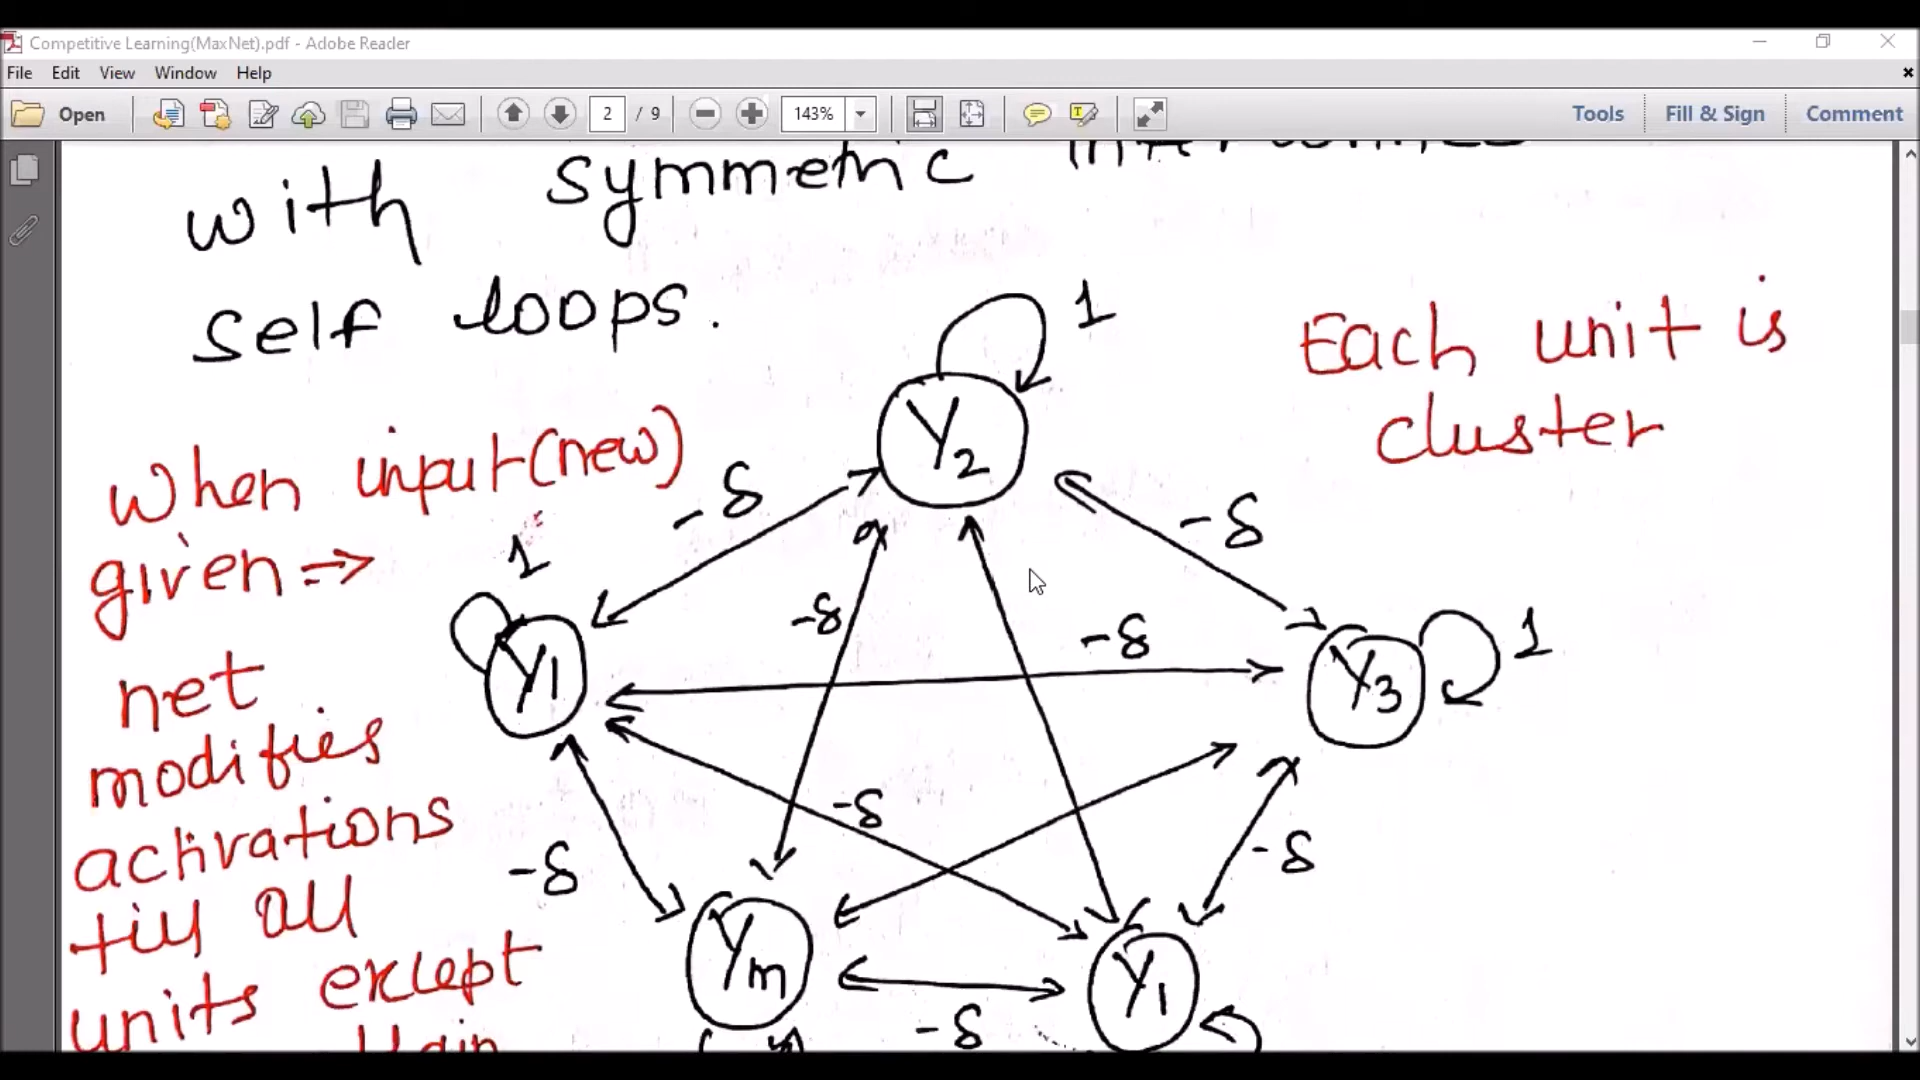 Competitive Learning(MaxNet).pdf - Adobe Reader
File Edit View Window Help
Open 2 / 9 143% Tools Fill & Sign Comment
with symmetric
self loops.
1
Each unit is
cluster
Y2
when input(new)
given →
-δ
-δ
1
-δ
-δ
1
Y1
Y3
net
modifies
activations
-δ
-δ
-δ
till all
units except
Ym
Y1
-δ